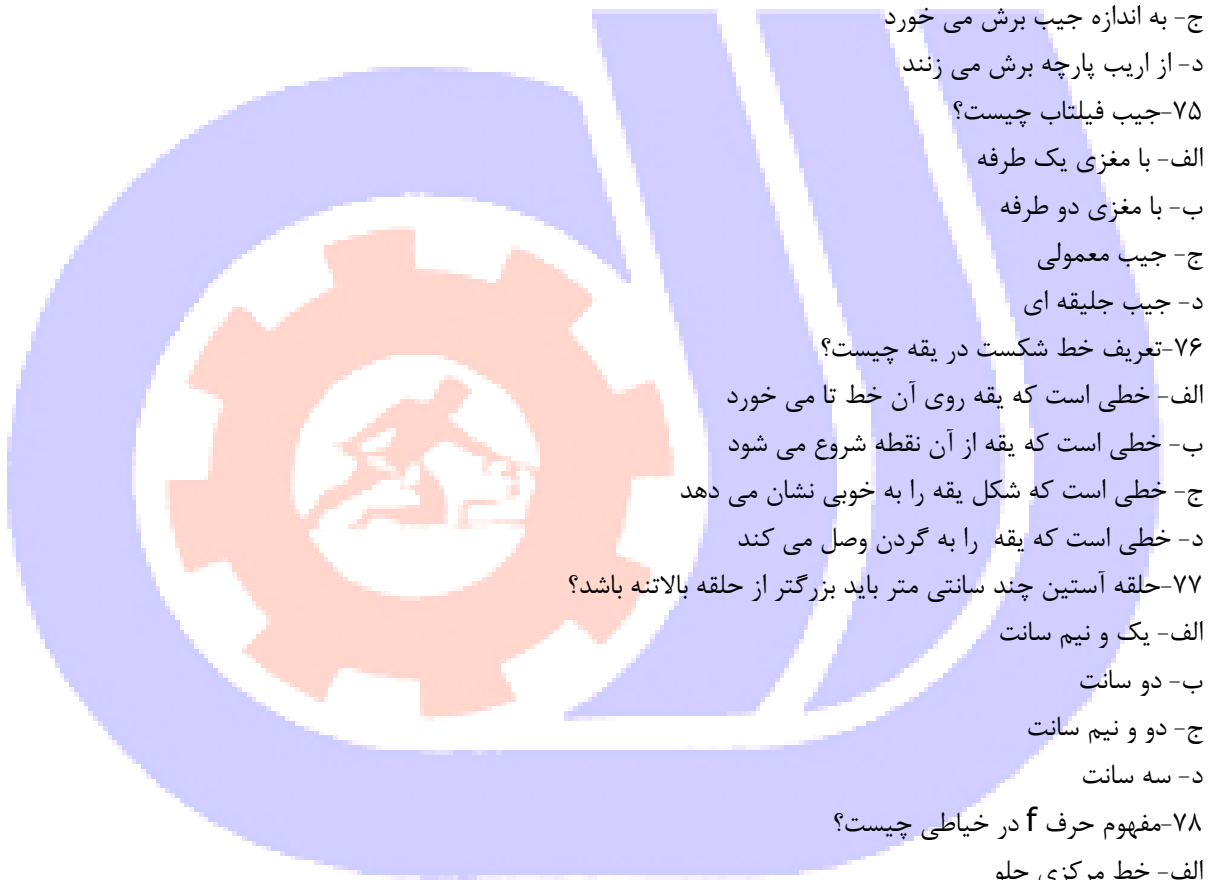 ج- به اندازه جیب برش می خورد
د- از اریب پارچه برش می زنند
۷۵-جیب فیلتاب چیست؟
الف- با مغزی یک طرفه
ب- با مغزی دو طرفه
ج- جیب معمولی
د- جیب جلیقه ای
۷۶-تعریف خط شکست در یقه چیست؟
الف- خطی است که یقه روی آن خط تا می خورد
ب- خطی است که یقه از آن نقطه شروع می شود
ج- خطی است که شکل یقه را به خوبی نشان می دهد
د- خطی است که یقه  را به گردن وصل می کند
۷۷-حلقه آستین چند سانتی متر باید بزرگتر از حلقه بالاتنه باشد؟
الف- یک و نیم سانت
ب- دو سانت
ج- دو و نیم سانت
د- سه سانت
۷۸-مفهوم حرف f در خیاطی چیست؟
الف- خط مرکزی جلو